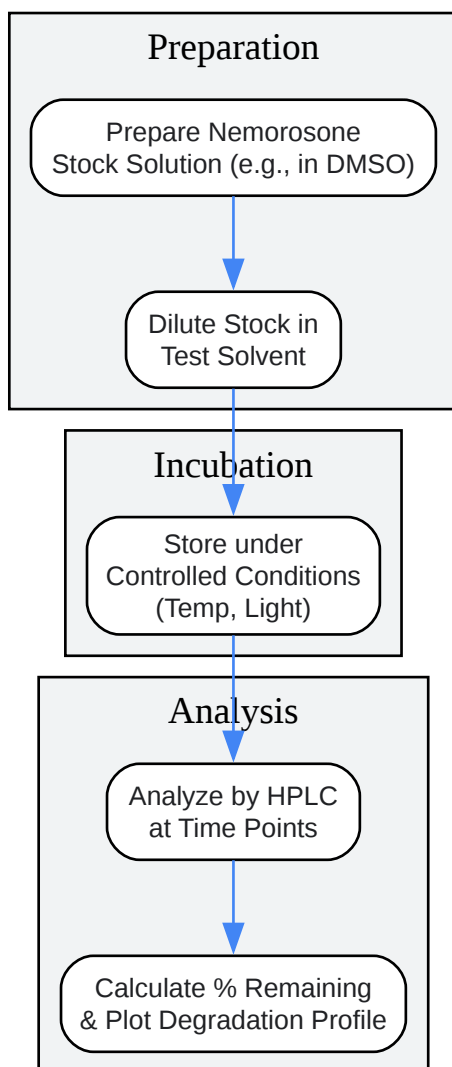 Preparation
Prepare Nemorosone
Stock Solution (e.g., in DMSO)
Dilute Stock in
Test Solvent
Incubation
Store under
Controlled Conditions
(Temp, Light)
Analysis
Analyze by HPLC
at Time Points
Calculate % Remaining
& Plot Degradation Profile